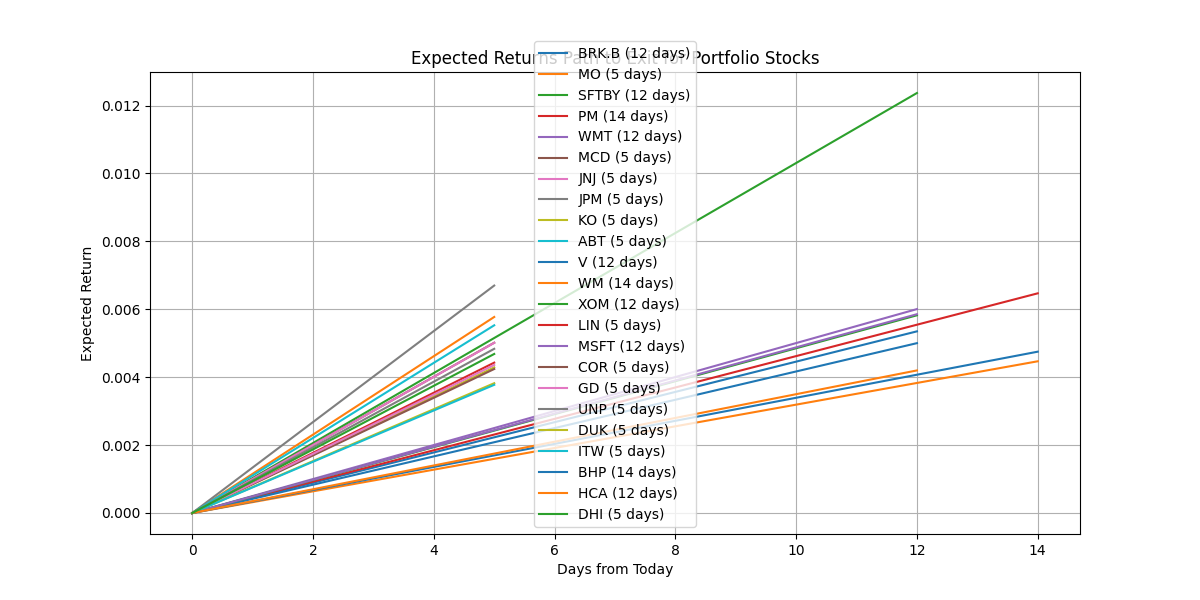 Expected Returns Path to Exit for Portfolio Stocks
BRK.B (12 days)
MO (5 days)
SFTBY (12 days)
PM (14 days)
WMT (12 days)
MCD (5 days)
JNJ (5 days)
JPM (5 days)
KO (5 days)
ABT (5 days)
V (12 days)
WM (14 days)
XOM (12 days)
LIN (5 days)
MSFT (12 days)
COR (5 days)
GD (5 days)
UNP (5 days)
DUK (5 days)
ITW (5 days)
BHP (14 days)
HCA (12 days)
DHI (5 days)
Expected Return
0.012
0.010
0.008
0.006
0.004
0.002
0.000
0 2 4 6 8 10 12 14
Days from Today